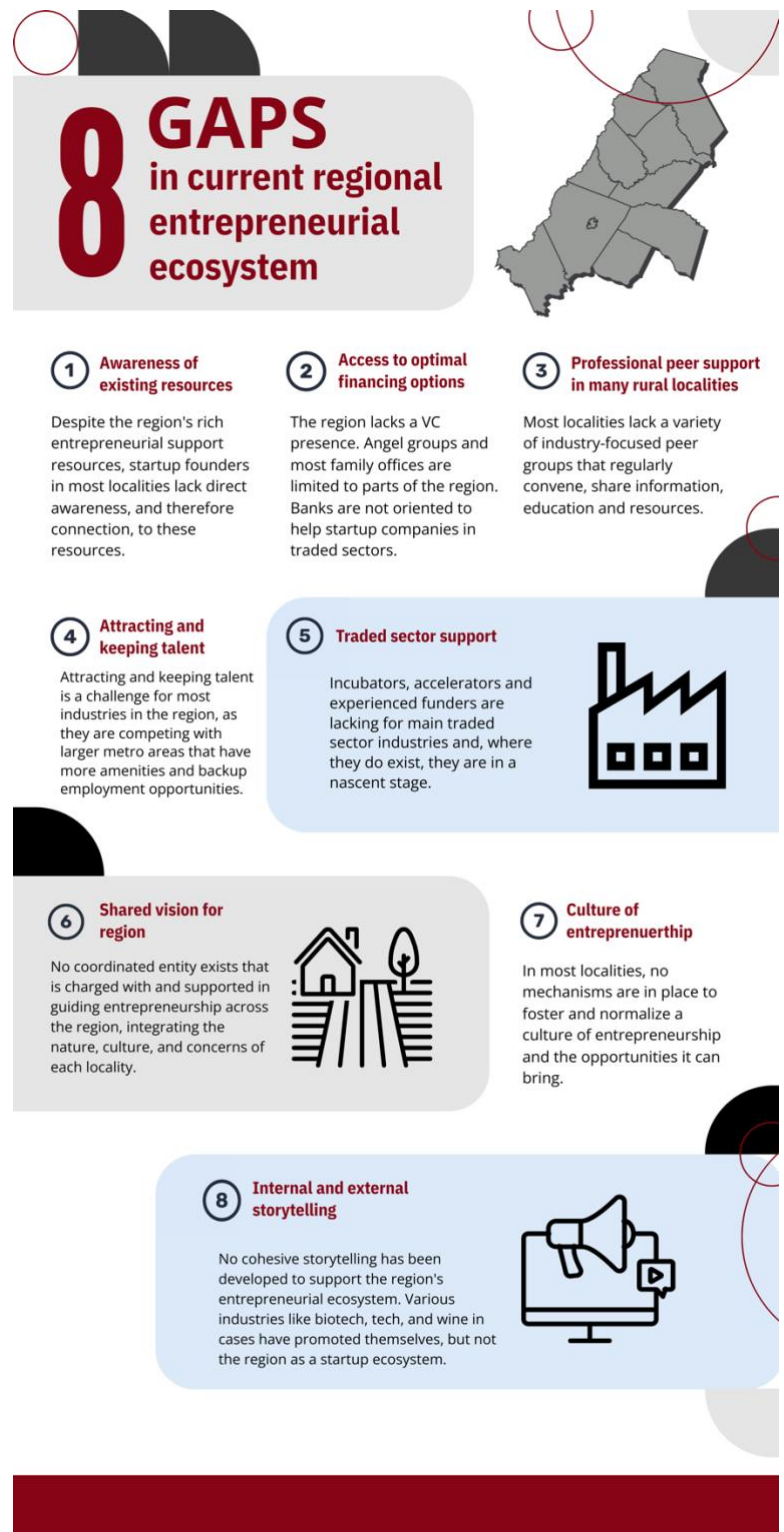 8
GAPS
in current regional
entrepreneurial
ecosystem
1
Awareness of
existing resources
Despite the region's rich
entrepreneurial support
resources, startup founders
in most localities lack direct
awareness, and therefore
connection, to these
resources.
2
Access to optimal
financing options
The region lacks a VC
presence. Angel groups and
most family offices are
limited to parts of the region.
Banks are not oriented to
help startup companies in
traded sectors.
3
Professional peer support
in many rural localities
Most localities lack a variety
of industry-focused peer
groups that regularly
convene, share information,
education and resources.
4
Attracting and
keeping talent
Attracting and keeping talent
is a challenge for most
industries in the region, as
they are competing with
larger metro areas that have
more amenities and backup
employment opportunities.
5
Traded sector support
Incubators, accelerators and
experienced funders are
lacking for main traded
sector industries and, where
they do exist, they are in a
nascent stage.
6
Shared vision for
region
No coordinated entity exists that
is charged with and supported in
guiding entrepreneurship across
the region, integrating the
nature, culture, and concerns of
each locality.
7
Culture of
entreprenuerthip
In most localities, no
mechanisms are in place to
foster and normalize a
culture of entrepreneurship
and the opportunities it can
bring.
8
Internal and external
storytelling
No cohesive storytelling has been
developed to support the region's
entrepreneurial ecosystem. Various
industries like biotech, tech, and wine in
cases have promoted themselves, but not
the region as a startup ecosystem.